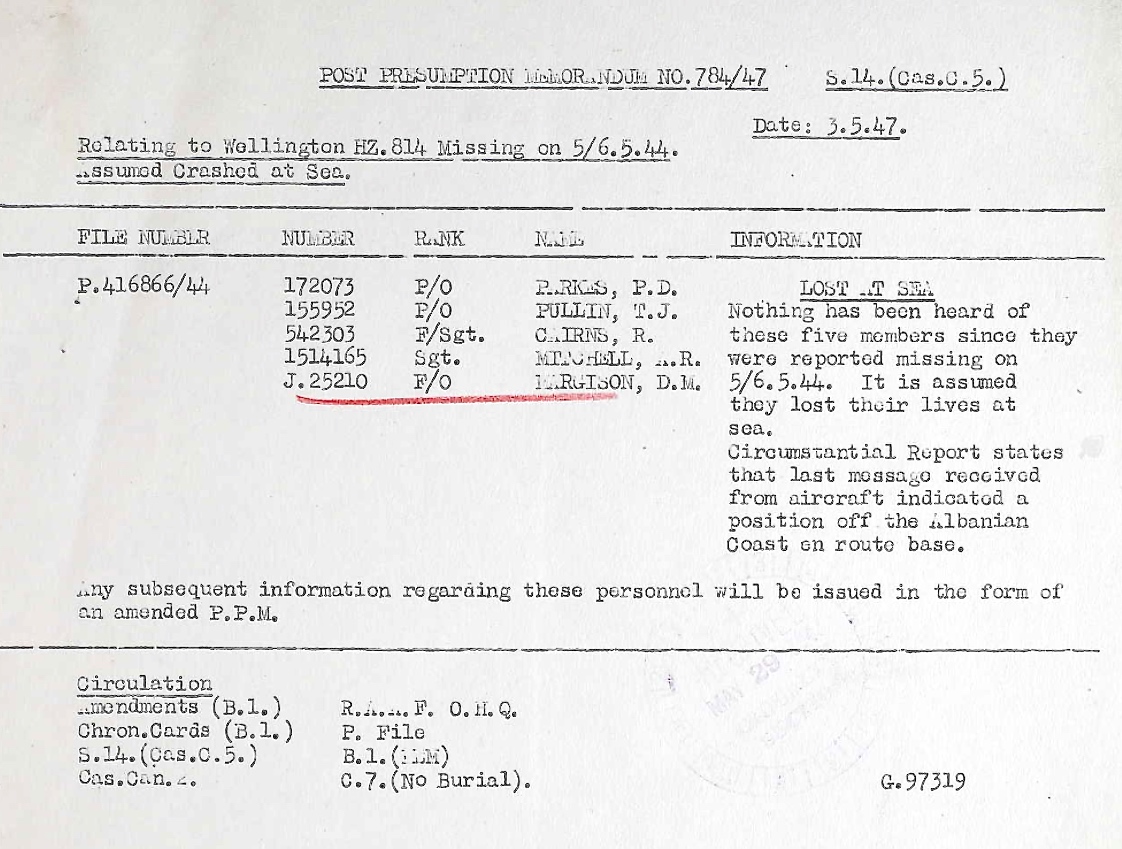 POST PRESUMPTION MEMORANDUM NO.784/47 S.14.(Cas.C.5.)
Date: 3.5.47.
Relating to Wellington HZ.814 Missing on 5/6.5.44.
Assumed Crashed at Sea.
FILE NUMBER NUMBER RANK NAME INFORMATION
P.416866/44 172073 P/O PARKES, P.D. LOST AT SEA
155952 P/O PULLIN, T.J. Nothing has been heard of
542303 F/Sgt. CAIRNS, R. these five members since they
1514165 Sgt. MITCHELL, A.R. were reported missing on
J.25210 F/O MARGISON, D.M. 5/6.5.44. It is assumed
they lost their lives at
sea.
Circumstantial Report states
that last message received
from aircraft indicated a
position off the Albanian
Coast en route base.
Any subsequent information regarding these personnel will be issued in the form of
an amended P.P.M.
Circulation
Amendments (B.1.) R.A.A.F. O.H.Q.
Chron.Cards (B.1.) P. File
S.14.(Cas.C.5.) B.1.
Cas.Can. C.7.(No Burial). G.97319
MAY 29